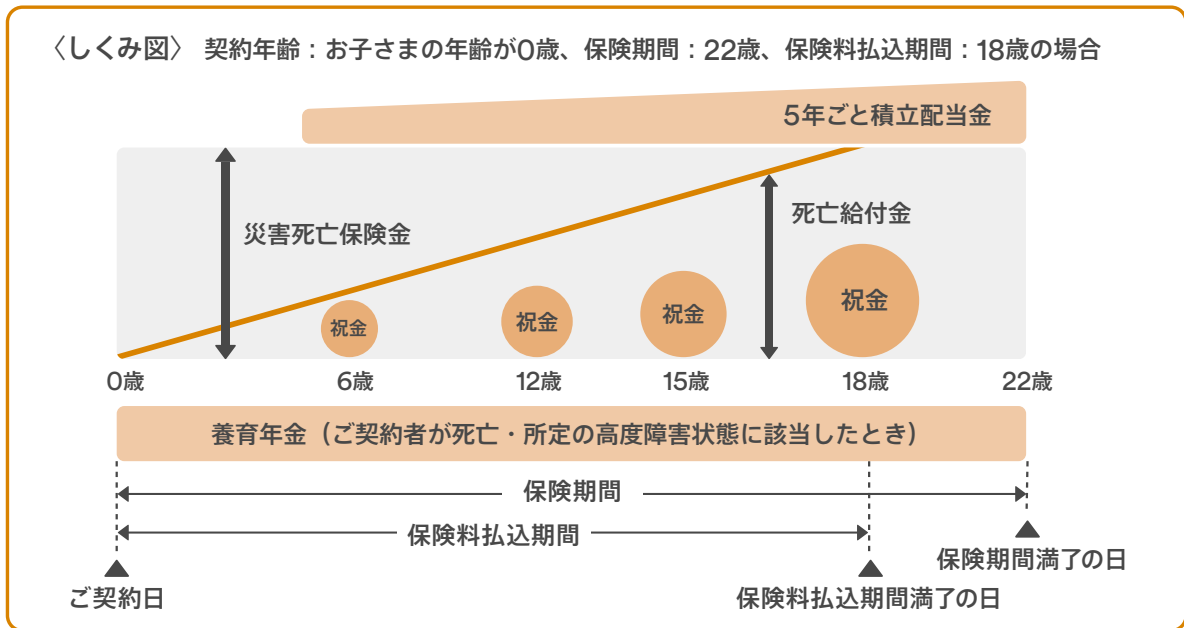 〈しくみ図〉 契約年齢：お子さまの年齢が0歳、保険期間：22歳、保険料払込期間：18歳の場合
5年ごと積立配当金
災害死亡保険金
死亡給付金
祝金
祝金
祝金
祝金
0歳 6歳 12歳 15歳 18歳 22歳
養育年金（ご契約者が死亡・所定の高度障害状態に該当したとき）
保険期間
保険料払込期間
保険期間満了の日
ご契約日 保険料払込期間満了の日